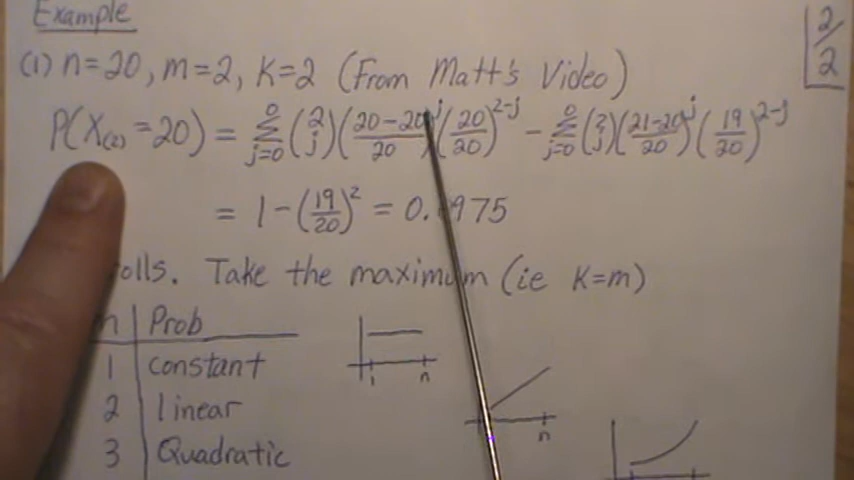 Example
2/2
(1) n=20, m=2, K=2 (From Matt's Video)
P(X₍₂₎ = 20) = Σ_{j=0}^{0} (2 j) ((20-20)/20)^j (20/20)^{2-j} - Σ_{j=0}^{0} (2 j) ((21-20)/20)^j (19/20)^{2-j}
= 1 - (19/20)² = 0. 975
olls. Take the maximum (ie K=m)
Prob
1 constant
2 linear
3 Quadratic
1 n
n